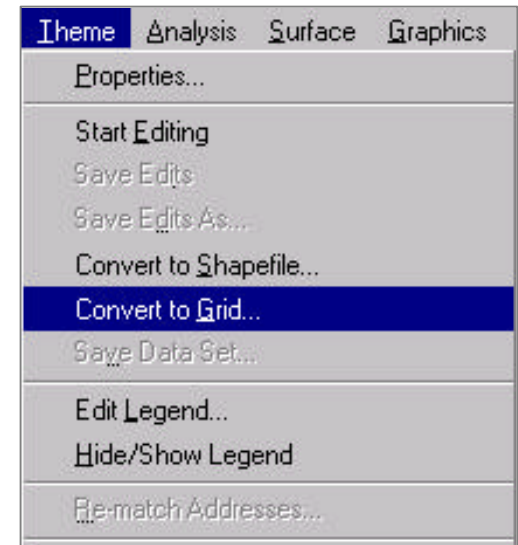 Theme Analysis Surface Graphics
Properties...
Start Editing
Save Edits
Save Edits As...
Convert to Shapefile...
Convert to Grid...
Save Data Set...
Edit Legend...
Hide/Show Legend
Re-match Addresses...